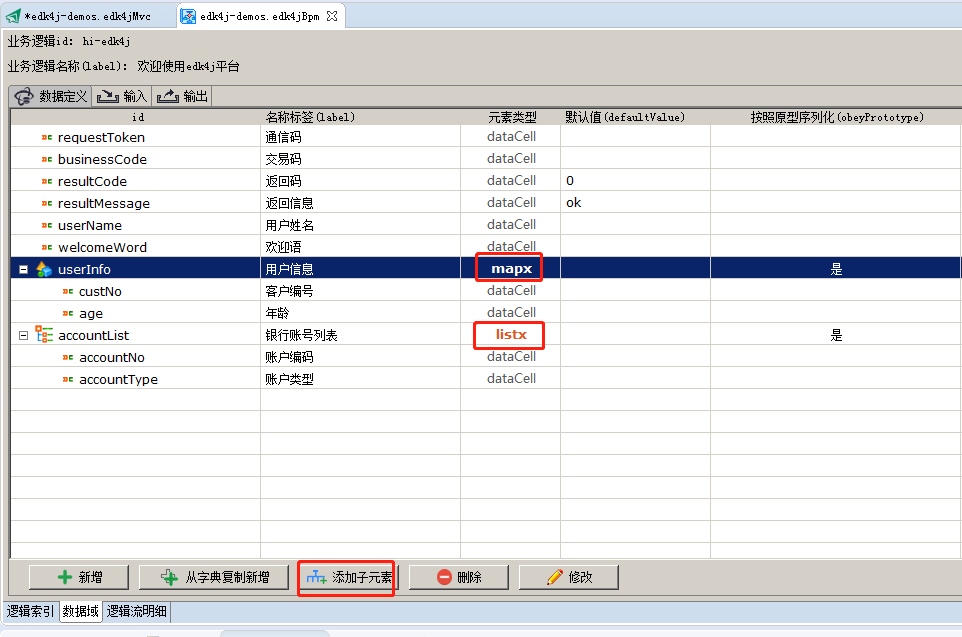 *edk4j-demos.edk4jMvc edk4j-demos.edk4jBpm
业务逻辑id: hi-edk4j
业务逻辑名称(label): 欢迎使用edk4j平台
数据定义 输入 输出
id 名称标签(label) 元素类型 默认值(defaultValue) 按照原型序列化(obeyPrototype)
requestToken 通信码 dataCell
businessCode 交易码 dataCell
resultCode 返回码 dataCell 0
resultMessage 返回信息 dataCell ok
userName 用户姓名 dataCell
welcomeWord 欢迎语 dataCell
userInfo 用户信息 mapx 是
custNo 客户编号 dataCell
age 年龄 dataCell
accountList 银行账号列表 listx 是
accountNo 账户编码 dataCell
accountType 账户类型 dataCell
新增 从字典复制新增 添加子元素 删除 修改
逻辑索引 数据域 逻辑流明细